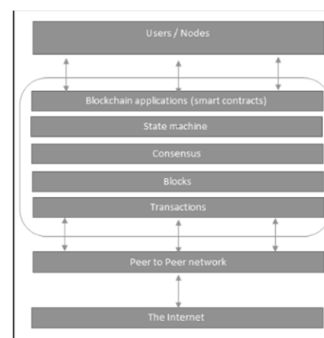 Users / Nodes
Blockchain applications (smart contracts)
State machine
Consensus
Blocks
Transactions
Peer to Peer network
The Internet